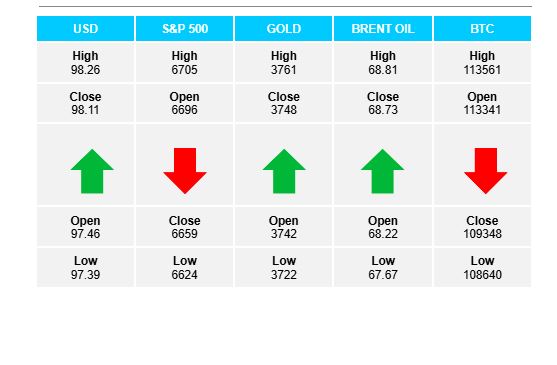 USD S&P 500 GOLD BRENT OIL BTC
High High High High High
98.26 6705 3761 68.81 113561
Close Open Close Close Open
98.11 6696 3748 68.73 113341
Open Close Open Open Close
97.46 6659 3742 68.22 109348
Low Low Low Low Low
97.39 6624 3722 67.67 108640